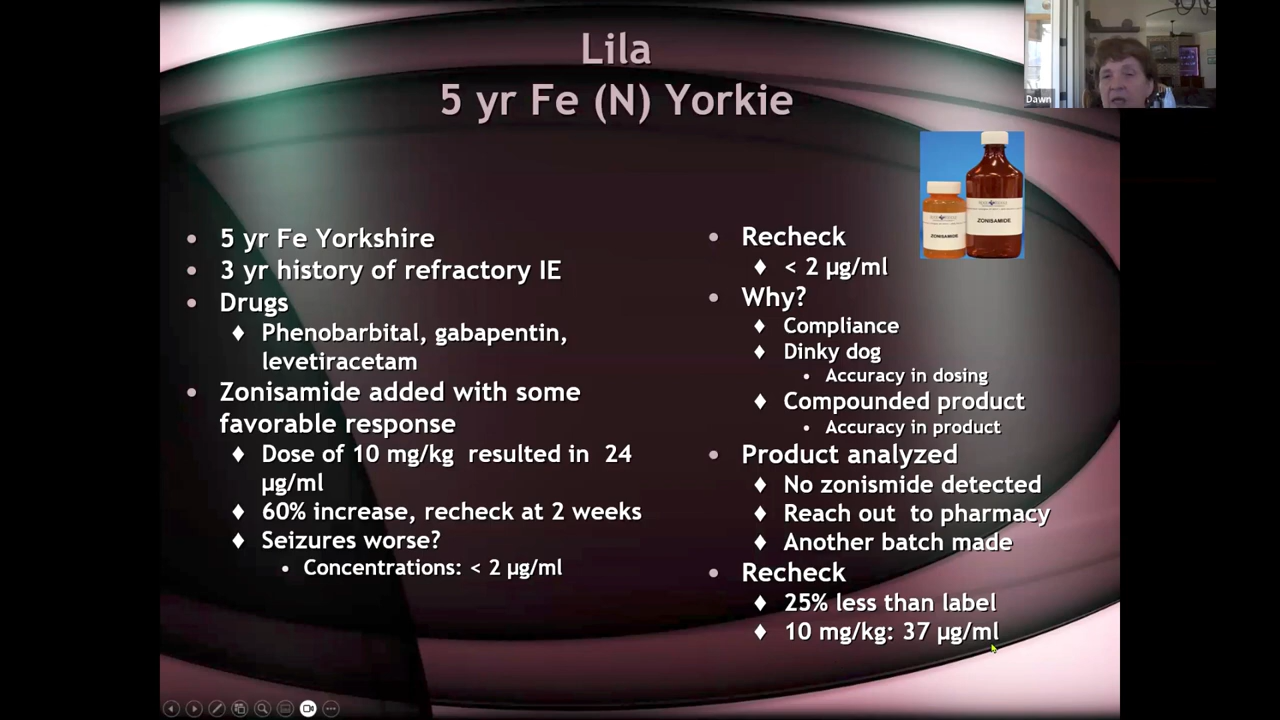 Lila
5 yr Fe (N) Yorkie
Dawn
ZONISAMIDE
ZONISAMIDE
• 5 yr Fe Yorkshire
• 3 yr history of refractory IE
• Drugs
♦ Phenobarbital, gabapentin,
levetiracetam
• Zonisamide added with some
favorable response
♦ Dose of 10 mg/kg resulted in 24
µg/ml
♦ 60% increase, recheck at 2 weeks
♦ Seizures worse?
• Concentrations: < 2 µg/ml
• Recheck
♦ < 2 µg/ml
• Why?
♦ Compliance
♦ Dinky dog
• Accuracy in dosing
♦ Compounded product
• Accuracy in product
• Product analyzed
♦ No zonismide detected
♦ Reach out to pharmacy
♦ Another batch made
• Recheck
♦ 25% less than label
♦ 10 mg/kg: 37 µg/ml